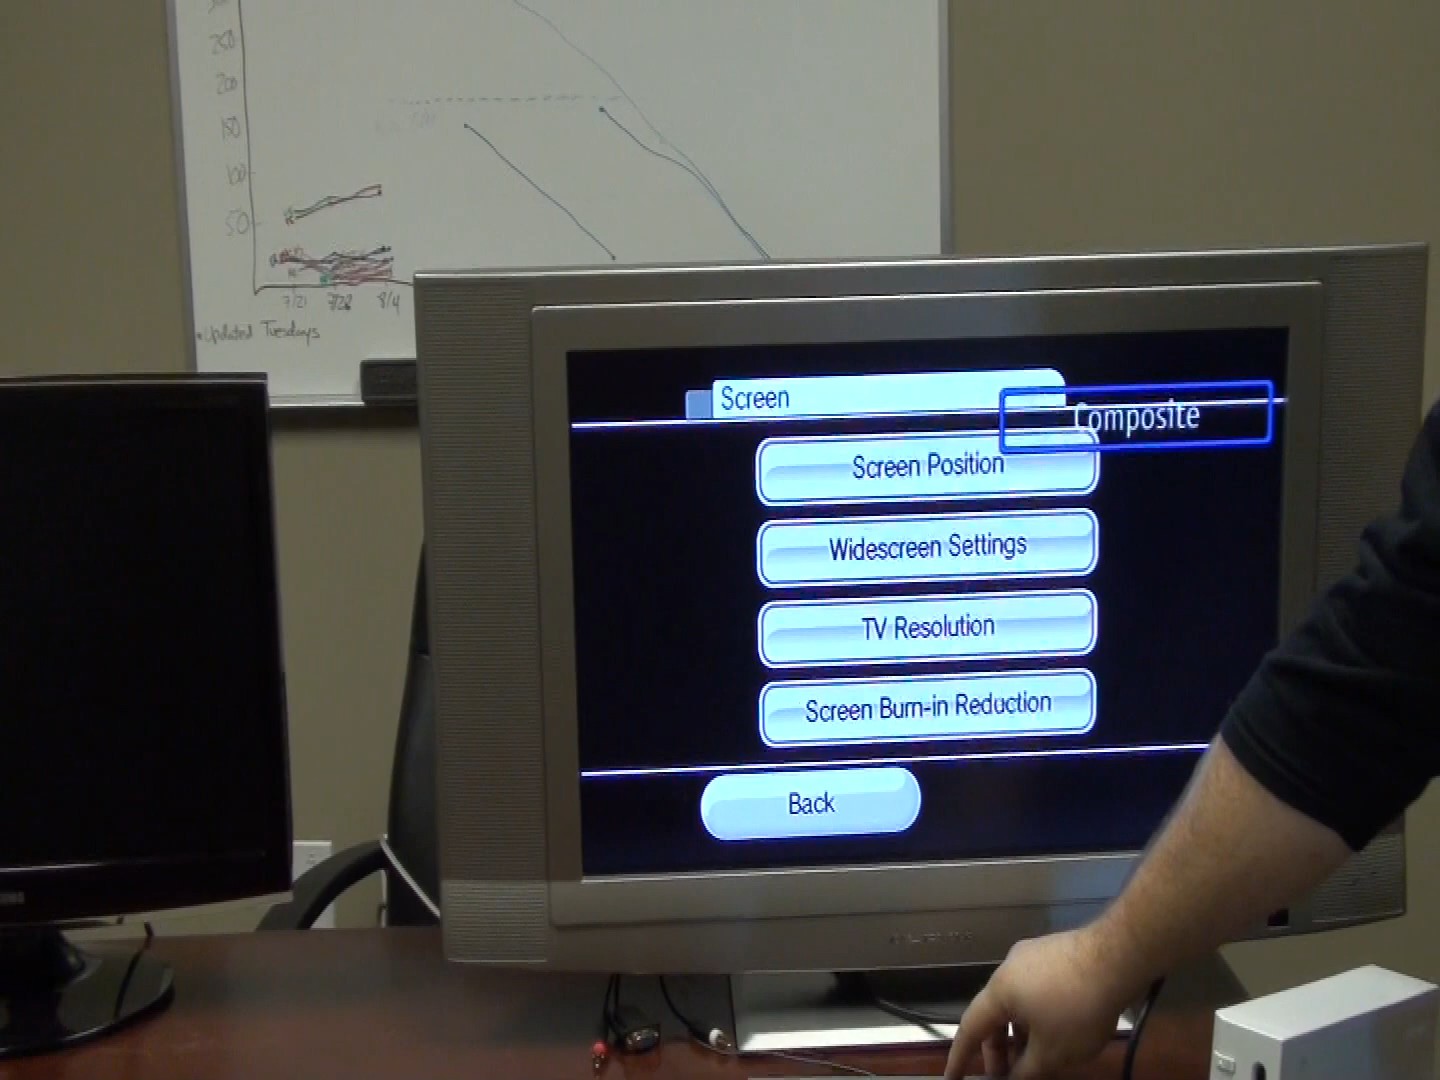 250
200
150
100
50
7/21 7/28 8/4
•Updated Tuesdays
Screen
Composite
Screen Position
Widescreen Settings
TV Resolution
Screen Burn-in Reduction
Back